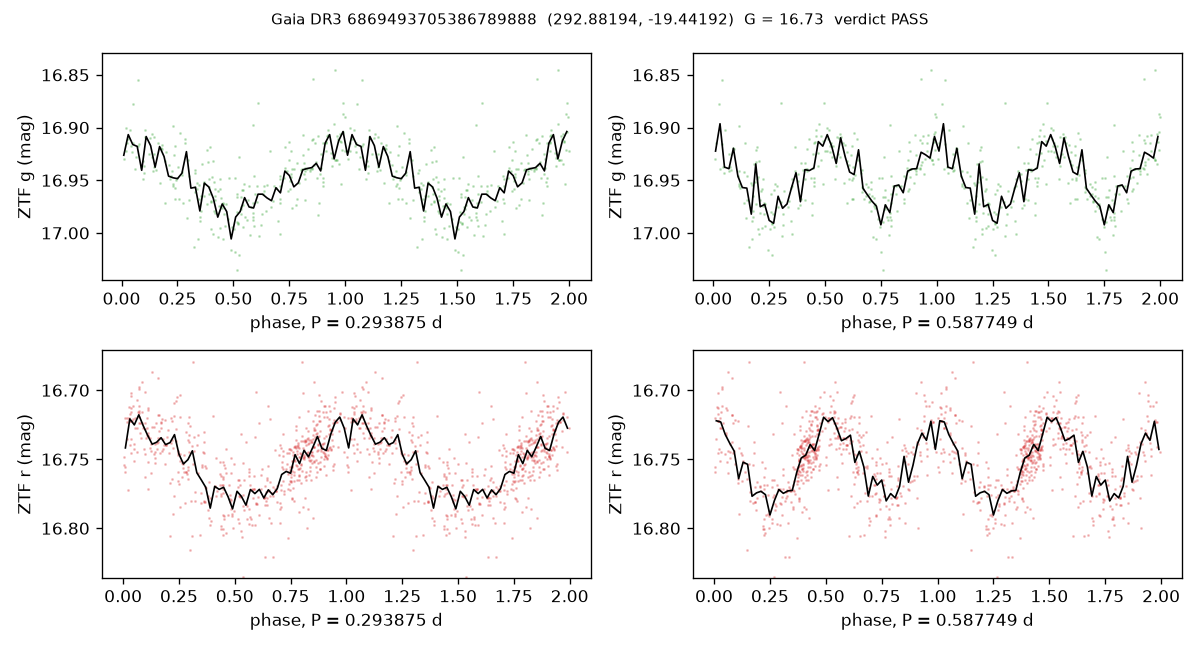 Gaia DR3 6869493705386789888 (292.88194, -19.44192) G = 16.73 verdict PASS
ZTF g (mag)
16.85
16.90
16.95
17.00
0.00 0.25 0.50 0.75 1.00 1.25 1.50 1.75 2.00
phase, P = 0.293875 d
ZTF g (mag)
16.85
16.90
16.95
17.00
0.00 0.25 0.50 0.75 1.00 1.25 1.50 1.75 2.00
phase, P = 0.587749 d
ZTF r (mag)
16.70
16.75
16.80
0.00 0.25 0.50 0.75 1.00 1.25 1.50 1.75 2.00
phase, P = 0.293875 d
ZTF r (mag)
16.70
16.75
16.80
0.00 0.25 0.50 0.75 1.00 1.25 1.50 1.75 2.00
phase, P = 0.587749 d